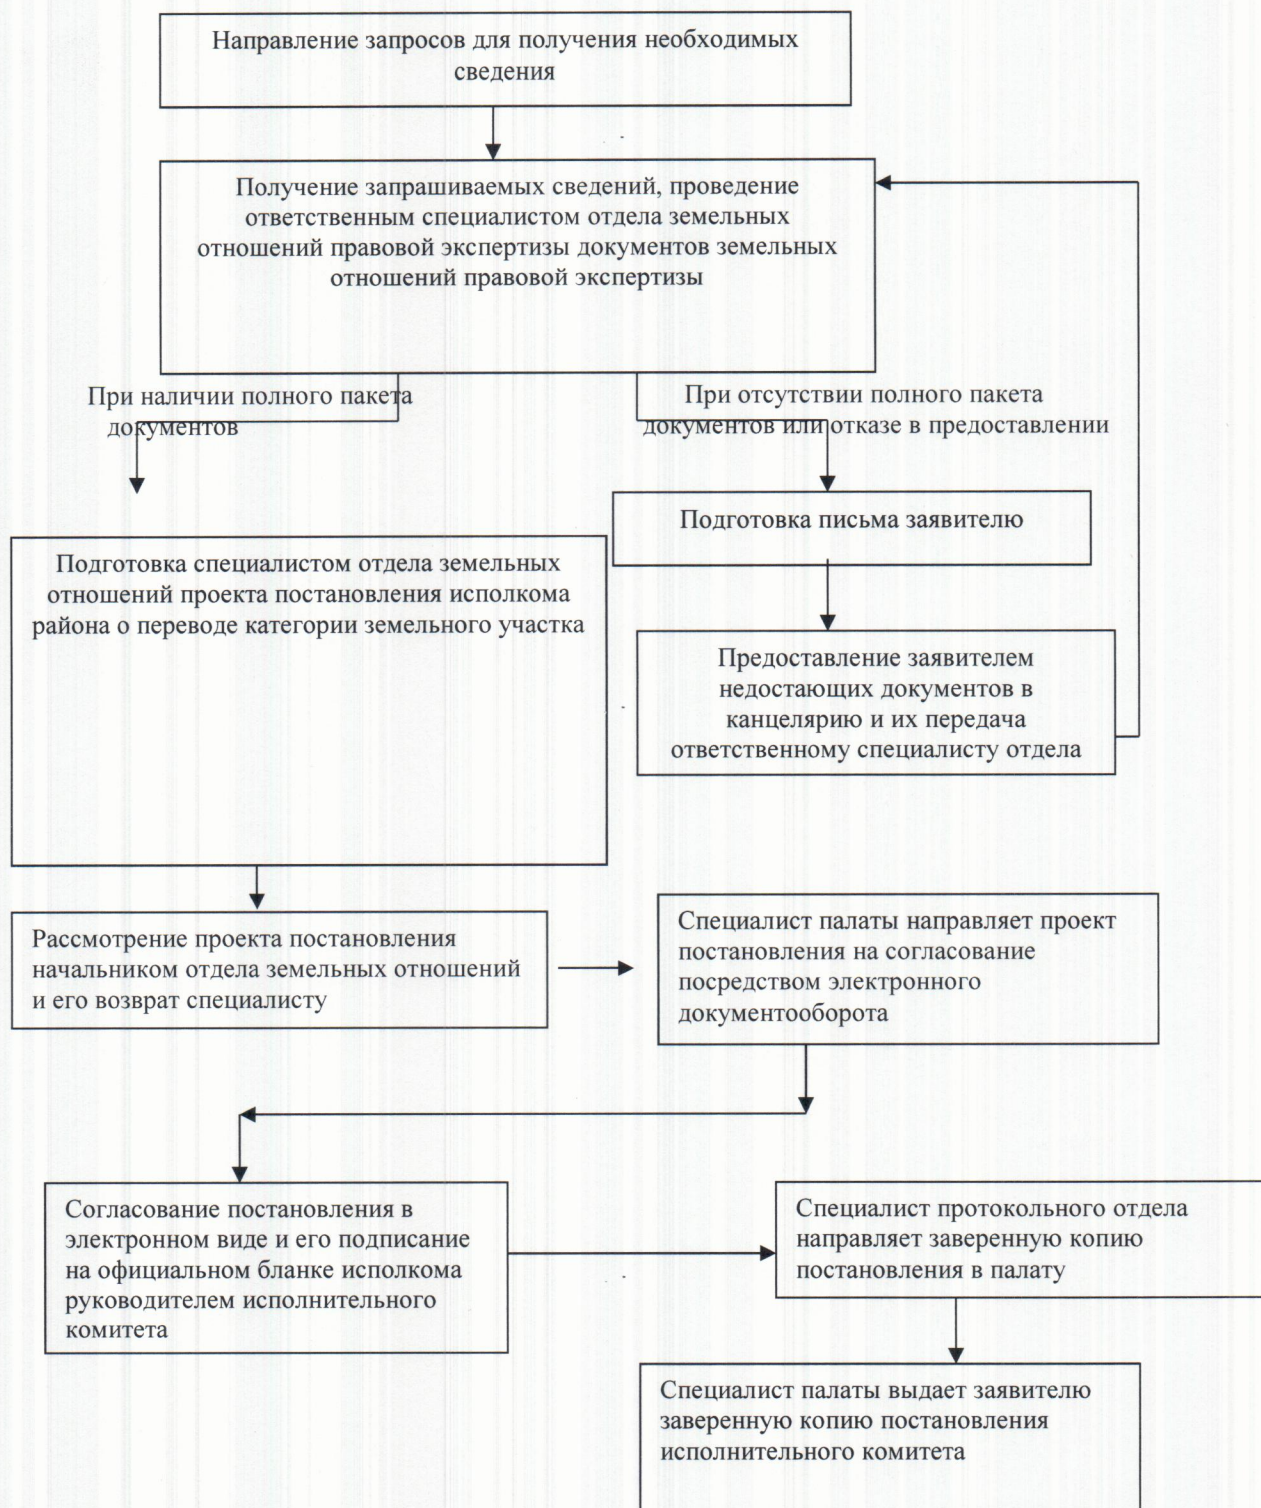 Направление запросов для получения необходимых
сведения
Получение запрашиваемых сведений, проведение
ответственным специалистом отдела земельных
отношений правовой экспертизы документов земельных
отношений правовой экспертизы
При наличии полного пакета
документов
При отсутствии полного пакета
документов или отказе в предоставлении
Подготовка письма заявителю
Подготовка специалистом отдела земельных
отношений проекта постановления исполкома
района о переводе категории земельного участка
Предоставление заявителем
недостающих документов в
канцелярию и их передача
ответственному специалисту отдела
Рассмотрение проекта постановления
начальником отдела земельных отношений
и его возврат специалисту
Специалист палаты направляет проект
постановления на согласование
посредством электронного
документооборота
Согласование постановления в
электронном виде и его подписание
на официальном бланке исполкома
руководителем исполнительного
комитета
Специалист протокольного отдела
направляет заверенную копию
постановления в палату
Специалист палаты выдает заявителю
заверенную копию постановления
исполнительного комитета